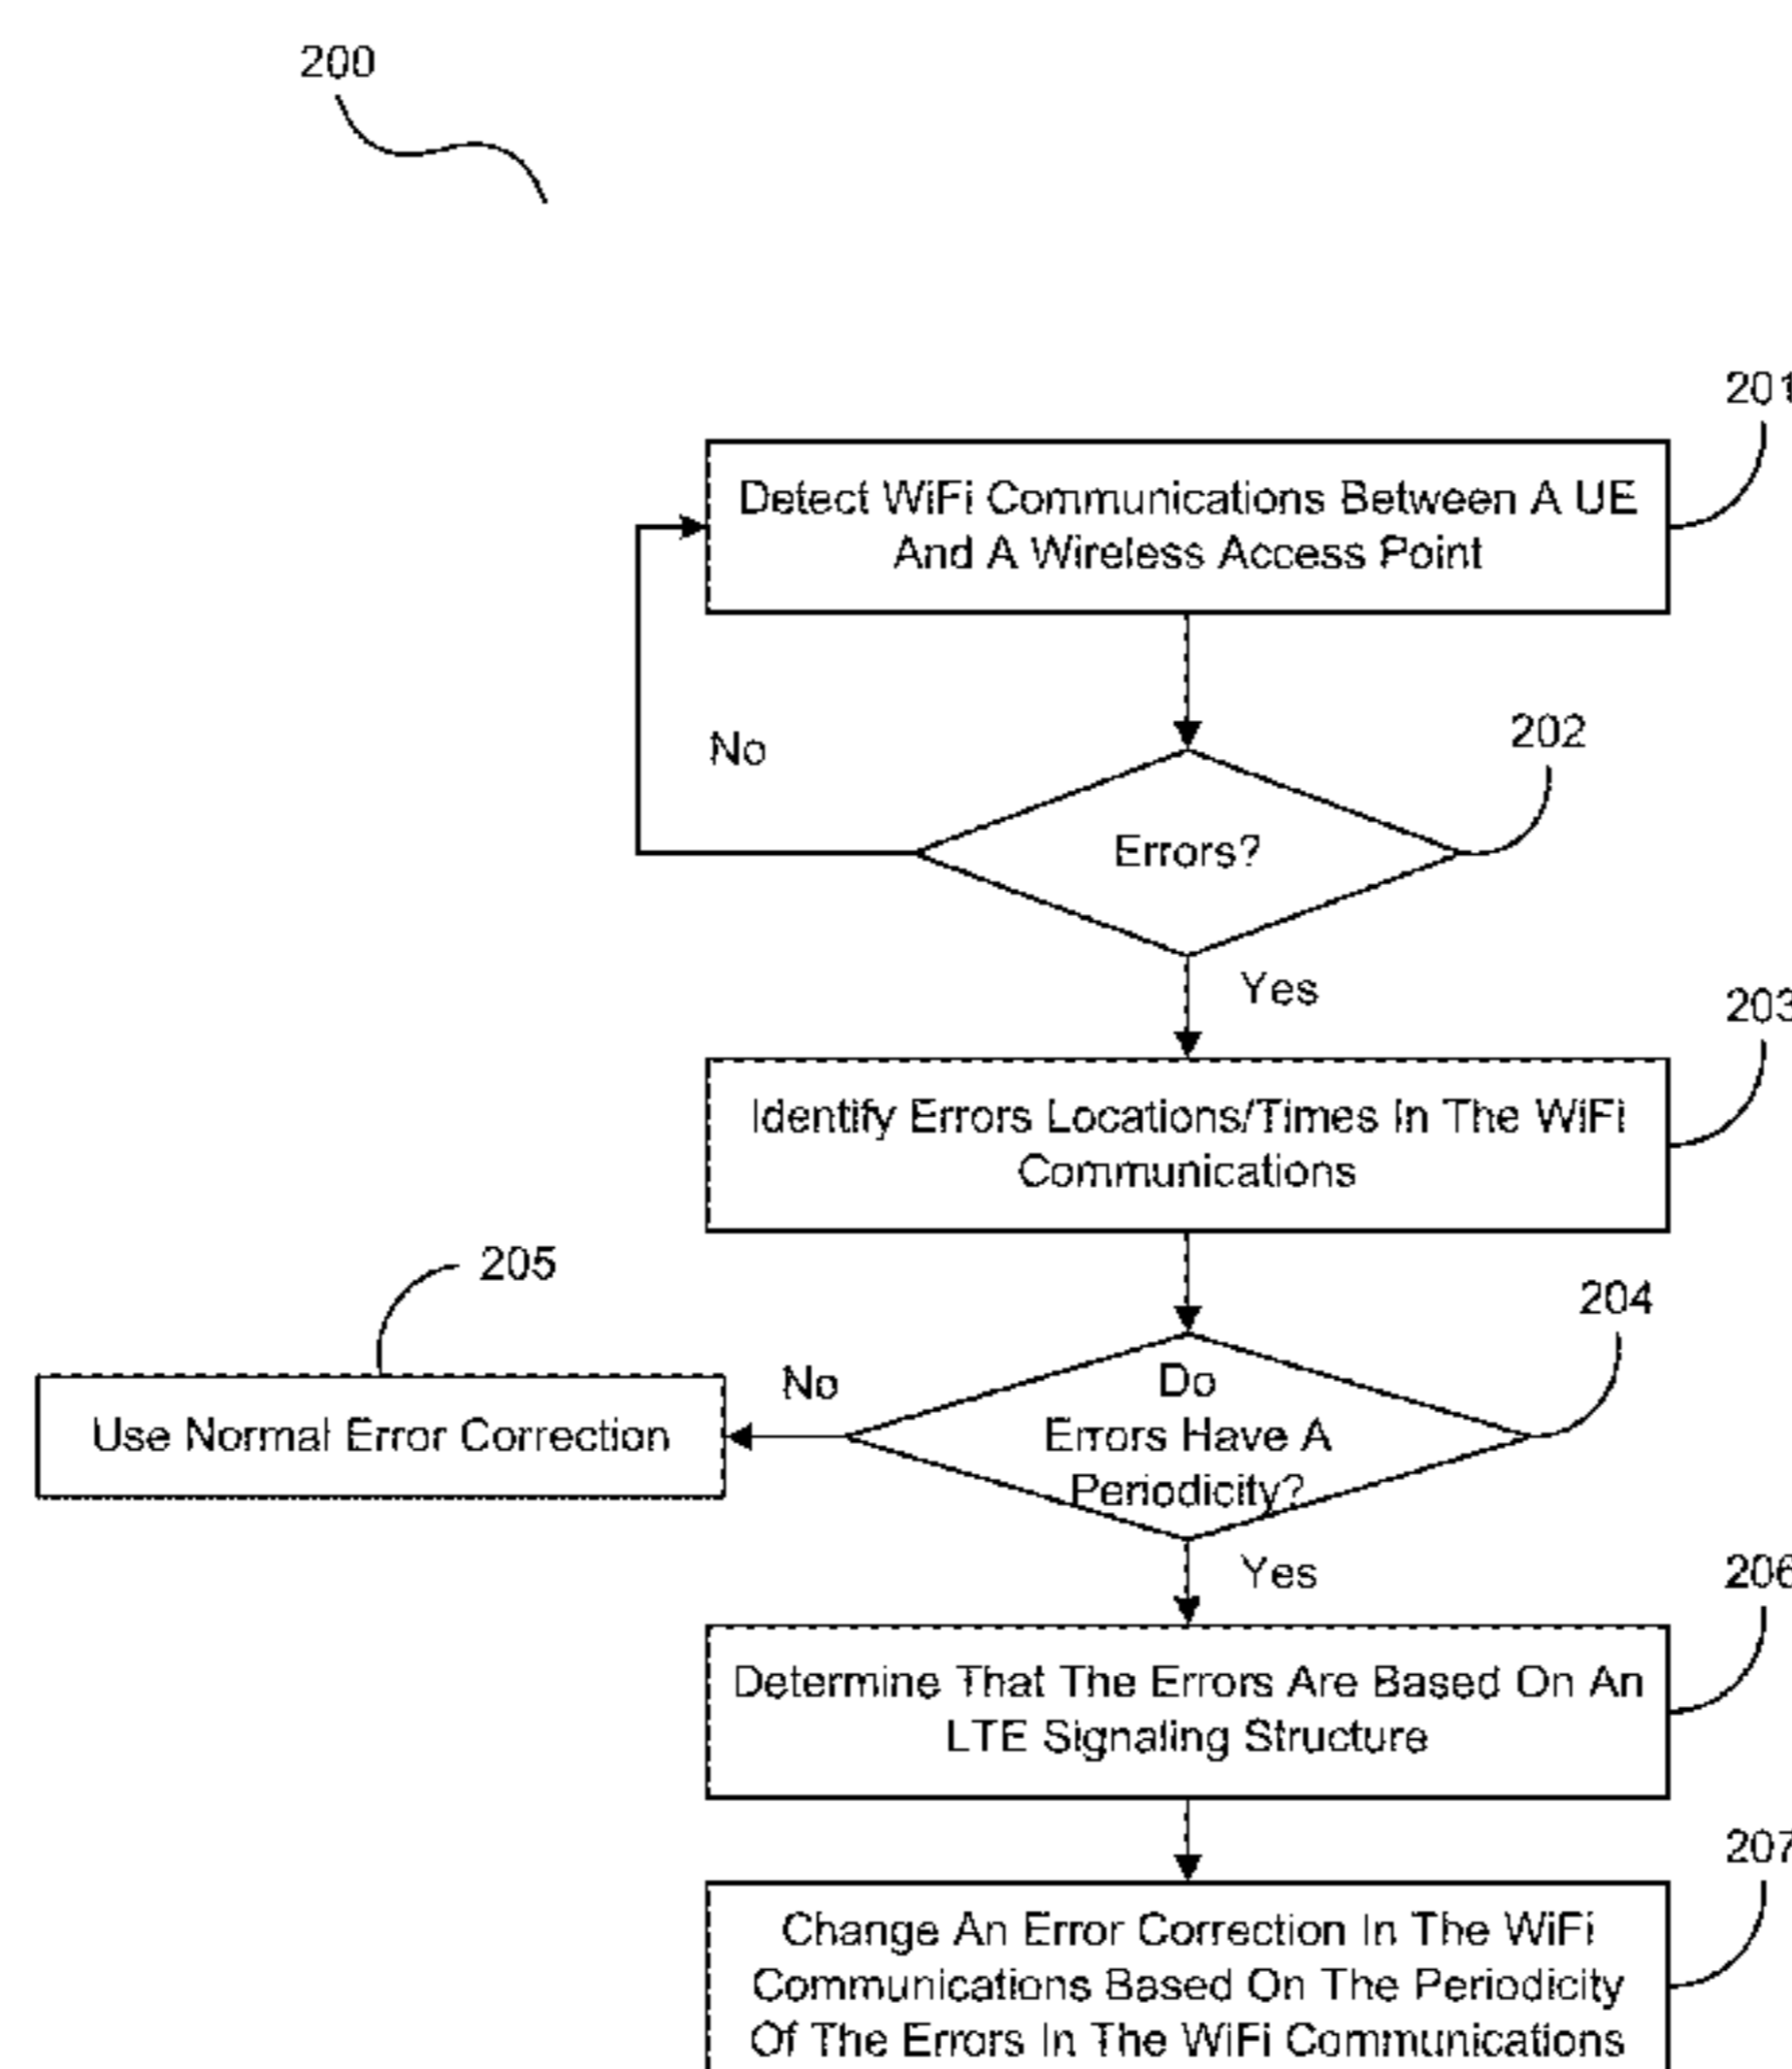 200
201
Detect WiFi Communications Between A UE
And A Wireless Access Point
No
202
Errors?
Yes
203
Identify Errors Locations/Times In The WiFi
Communications
205
204
Use Normal Error Correction
No
Do
Errors Have A
Periodicity?
Yes
206
Determine That The Errors Are Based On An
LTE Signaling Structure
207
Change An Error Correction In The WiFi
Communications Based On The Periodicity
Of The Errors In The WiFi Communications